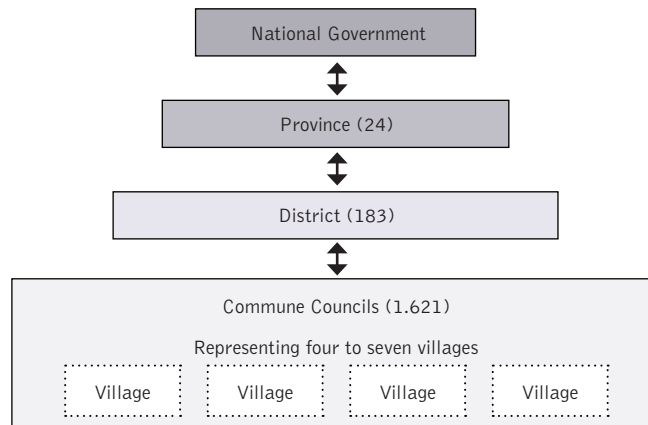 National Government
Province (24)
District (183)
Commune Councils (1.621)
Representing four to seven villages
Village Village Village Village